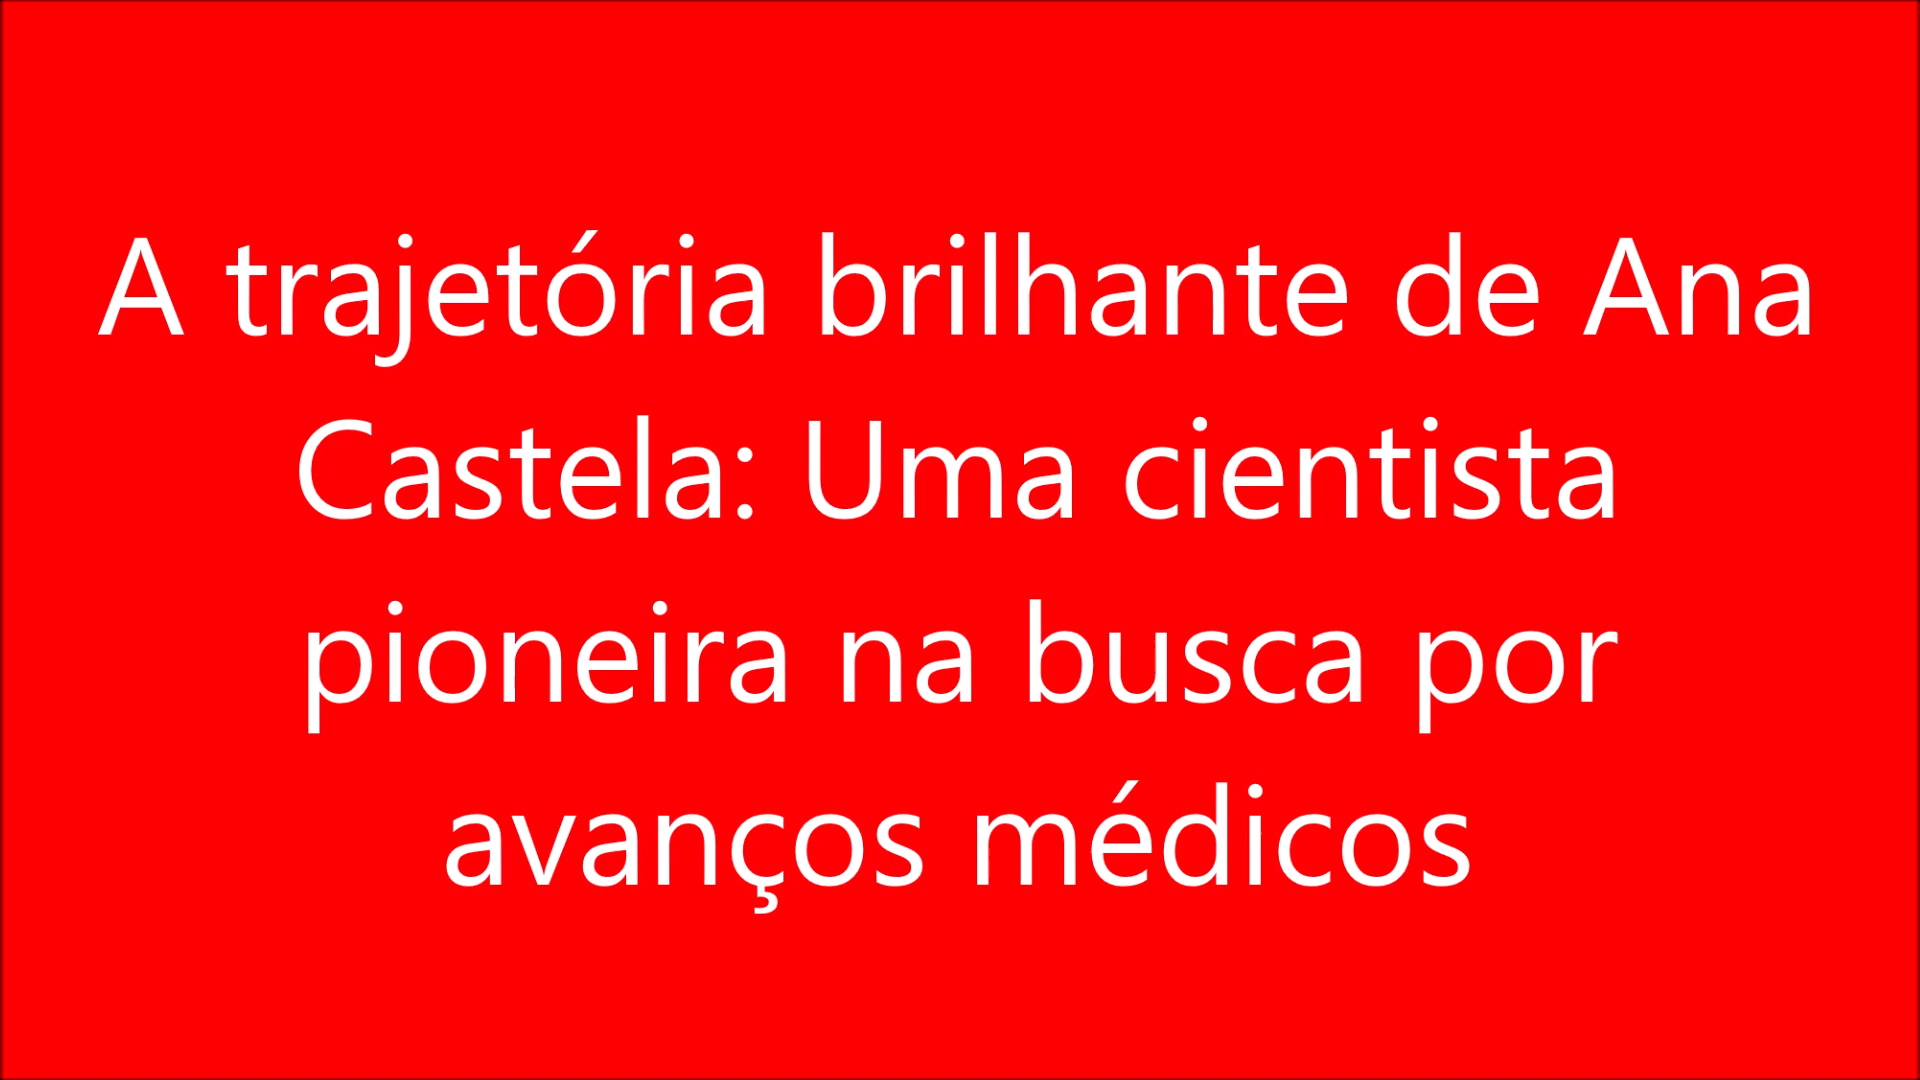 A trajetória brilhante de Ana
Castela: Uma cientista
pioneira na busca por
avanços médicos